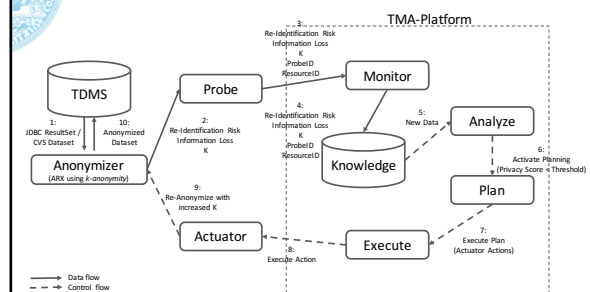 TMA-Platform
3:
Re-Identification Risk
Information Loss
K
ProbeID
ResourceID
Monitor
Probe
TDMS
1:
JDBC ResultSet /
CVS Dataset
10:
Anonymized
Dataset
2:
Re-Identification Risk
Information Loss
K
4:
Re-Identification Risk
Information Loss
K
ProbeID
ResourceID
5:
New Data
Analyze
Anonymizer
(ARX using k-anonymity)
Knowledge
6:
Activate Planning
(Privacy Score < Threshold)
Plan
9:
Re-Anonymize with
increased K
7:
Execute Plan
(Actuator Actions)
Actuator
8:
Execute Action
Execute
Data flow
Control flow